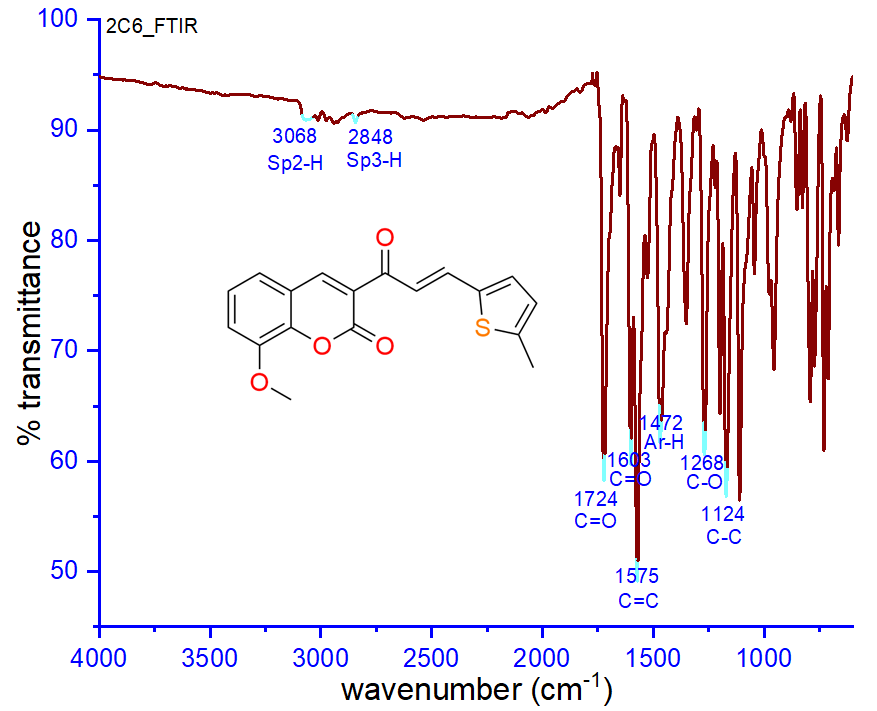 2C6_FTIR
100
90
80
70
60
50
% transmittance
3068
Sp2-H
2848
Sp3-H
O
O
O
O
S
1472
Ar-H
1603
C=O
1724
C=O
1268
C-O
1124
C-C
1575
C=C
4000
3500
3000
2500
2000
1500
1000
wavenumber (cm⁻¹)